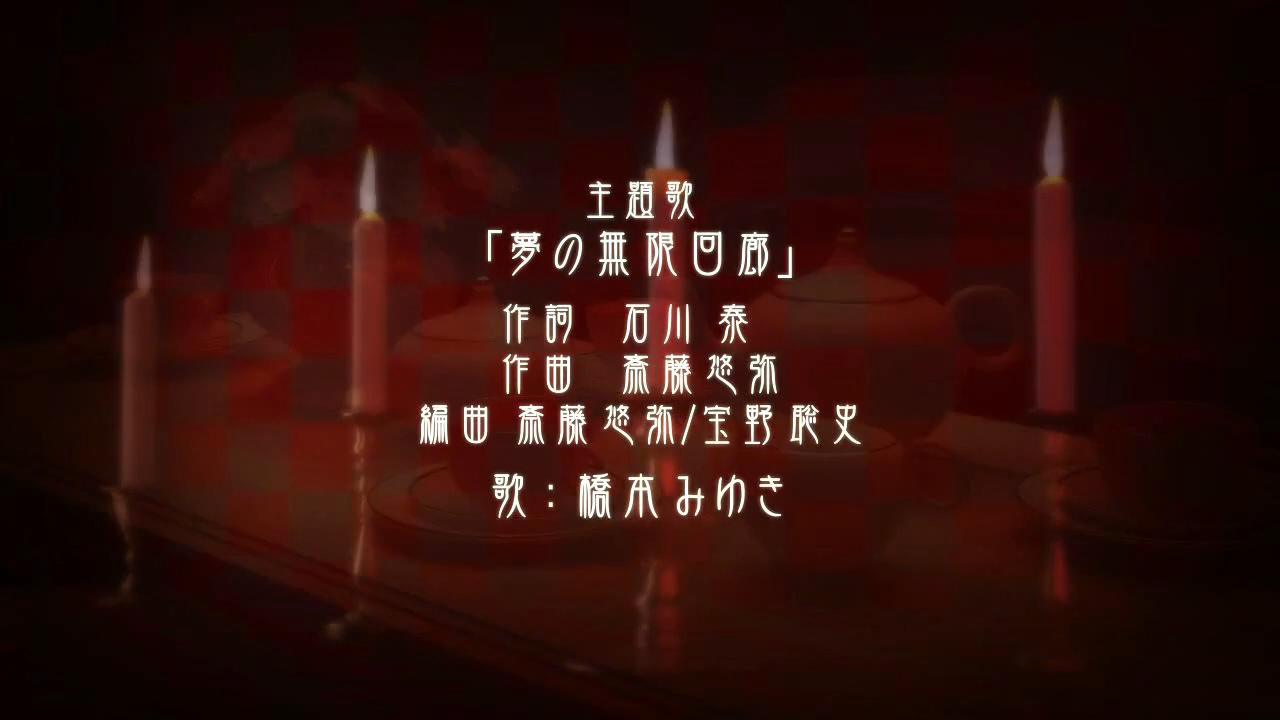 主題歌
「夢の無限回廊」
作詞　石川 泰
作曲　斎藤悠弥
編曲 斎藤悠弥/宝野聡史
歌：橋本みゆき